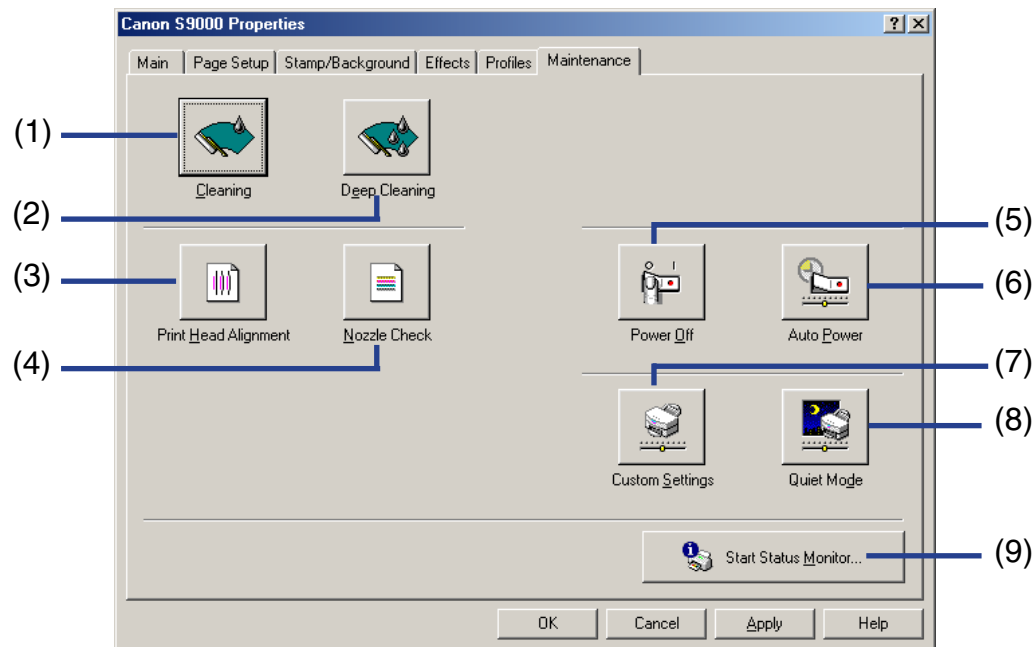 Canon S9000 Properties
Main Page Setup Stamp/Background Effects Profiles Maintenance
(1)
Cleaning Deep Cleaning
(2)
(5)
(3)
(6)
Print Head Alignment Nozzle Check Power Off Auto Power
(4)
(7)
(8)
Custom Settings Quiet Mode
Start Status Monitor... (9)
OK Cancel Apply Help